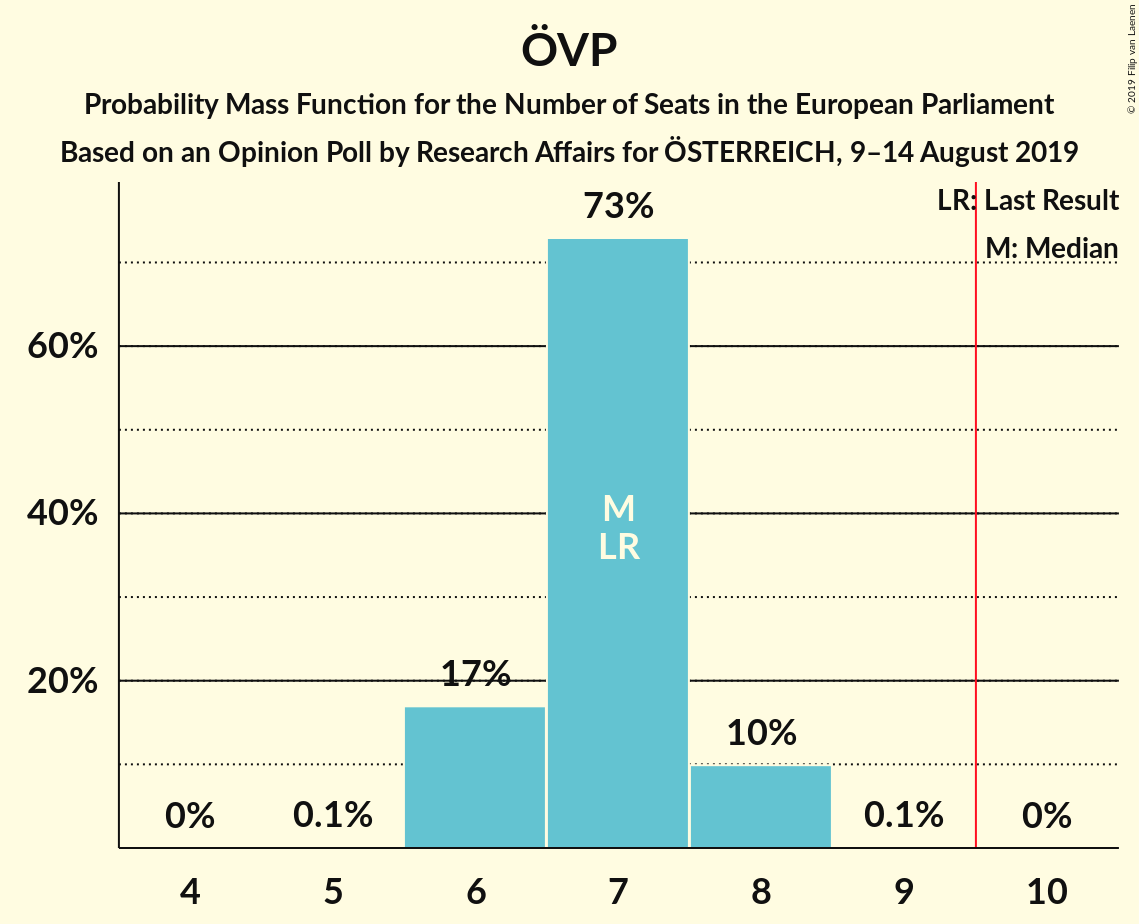 ÖVP
Probability Mass Function for the Number of Seats in the European Parliament
Based on an Opinion Poll by Research Affairs for ÖSTERREICH, 9–14 August 2019
© 2019 Filip van Laenen
LR: Last Result
M: Median
73%
60%
40%
M
LR
20%
17%
10%
0%
0.1%
0.1%
0%
4
5
6
7
8
9
10